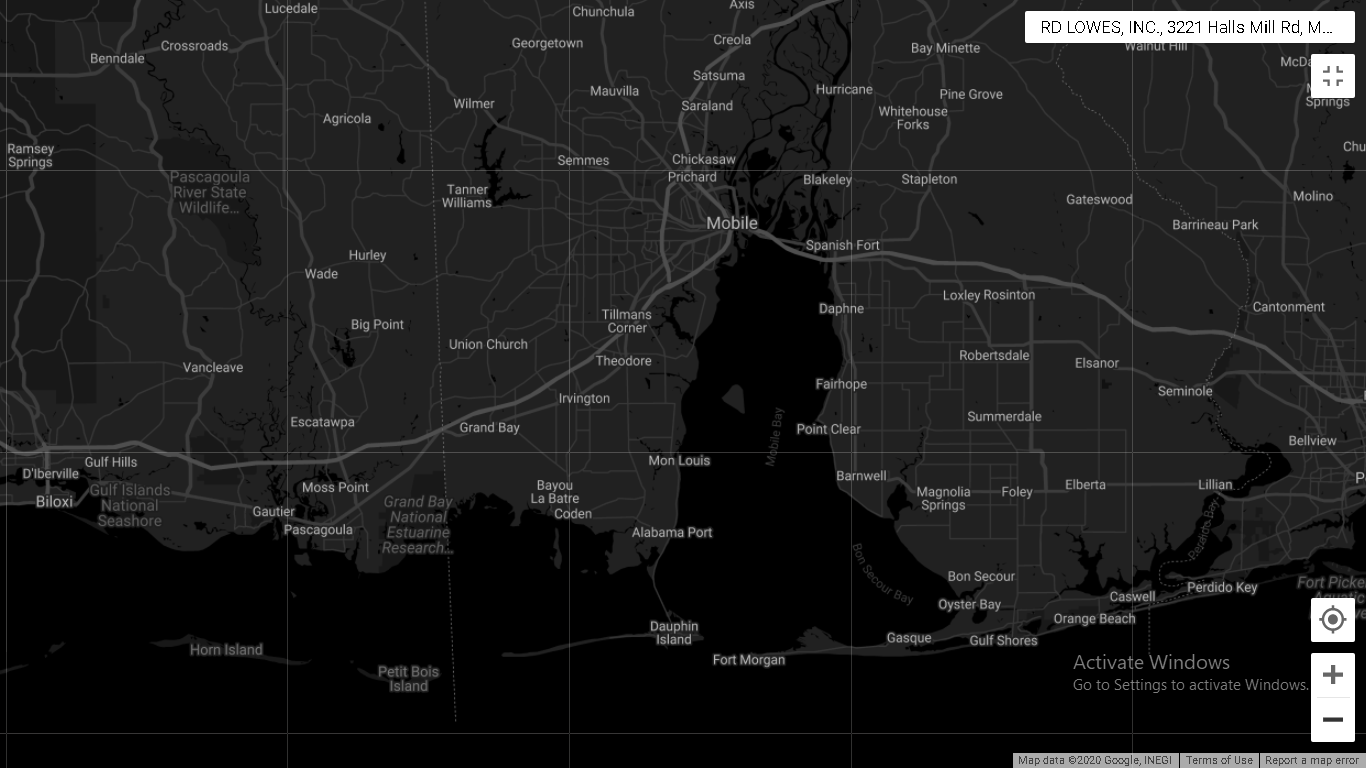 Lucedale
Chunchula
Axis
RD LOWES, INC., 3221 Halls Mill Rd, M...
Crossroads
Georgetown
Creola
Bay Minette
Walnut Hill
Benndale
Satsuma
Mauvilla
Hurricane
Pine Grove
Springs
Wilmer
Saraland
Agricola
Whitehouse
Forks
Ramsey
Springs
Semmes
Chickasaw
Prichard
Pascagoula
River State
Wildlife...
Tanner
Williams
Blakeley
Stapleton
Gateswood
Molino
Mobile
Barrineau Park
Hurley
Spanish Fort
Wade
Loxley Rosinton
Daphne
Cantonment
Tillmans
Corner
Big Point
Union Church
Theodore
Robertsdale
Elsanor
Vancleave
Fairhope
Seminole
Irvington
Summerdale
Escatawpa
Grand Bay
Mobile Bay
Point Clear
Bellview
Gulf Hills
D'Iberville
Mon Louis
Barnwell
Biloxi
Gulf Islands
National
Seashore
Moss Point
Bayou
La Batre
Coden
Magnolia
Springs
Foley
Elberta
Lillian
Gautier
Pascagoula
Grand Bay
National
Estuarine
Research...
Alabama Port
Perdido Bay
Bon Secour Bay
Bon Secour
Perdido Key
Oyster Bay
Caswell
Orange Beach
Dauphin
Island
Gasque
Gulf Shores
Horn Island
Fort Morgan
Petit Bois
Island
Activate Windows
Go to Settings to activate Windows.
Map data ©2020 Google, INEGI
Terms of Use
Report a map error